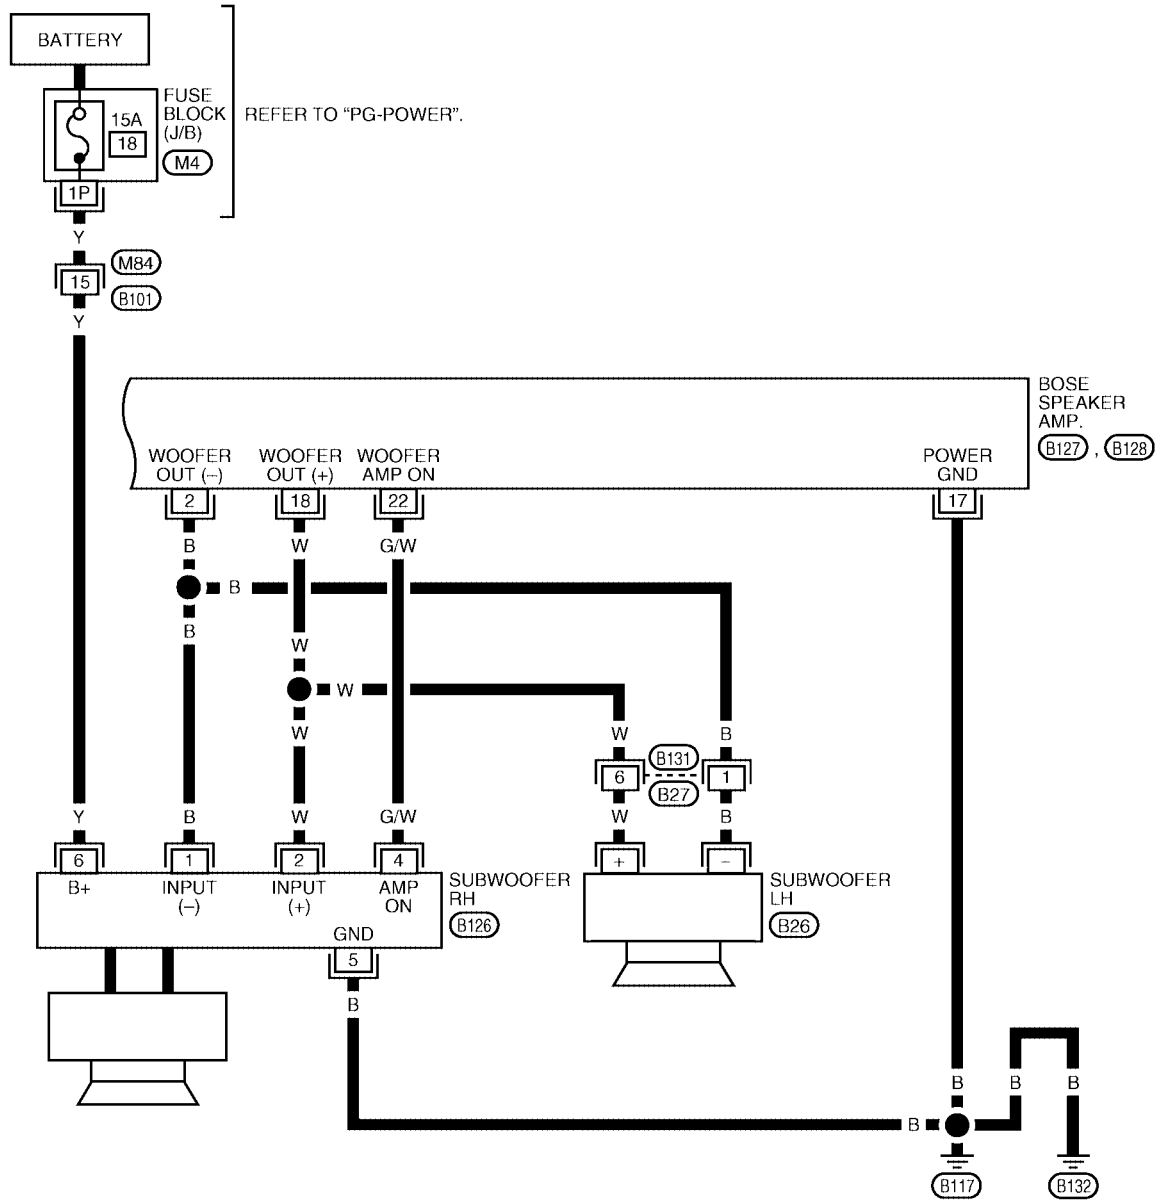 BATTERY
FUSE
BLOCK
(J/B)
15A
18
M4
REFER TO “PG-POWER”.
1P
Y
M84
15
B101
Y
BOSE
SPEAKER
AMP.
B127 , B128
WOOFER
OUT (–)
WOOFER
OUT (+)
WOOFER
AMP ON
POWER
GND
2
18
22
17
B
W
G/W
B
B
W
W
W
W
B
B131
6
1
B27
Y
B
W
G/W
W
B
6
1
2
4
+
–
B+
INPUT
(–)
INPUT
(+)
AMP
ON
SUBWOOFER
RH
B126
SUBWOOFER
LH
B26
GND
5
B
B
B
B
B
B117
B132